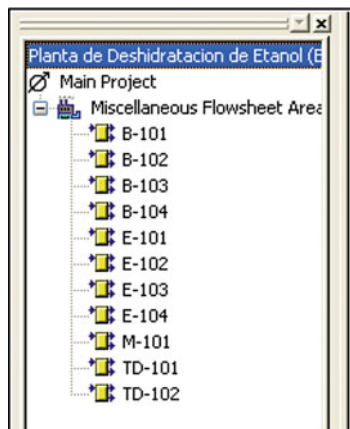 Planta de Deshidratacion de Etanol (E
Main Project
Miscellaneous Flowsheet Area
B-101
B-102
B-103
B-104
E-101
E-102
E-103
E-104
M-101
TD-101
TD-102